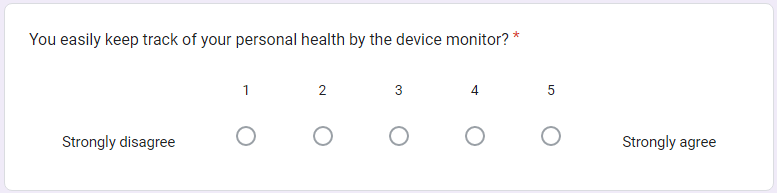 You easily keep track of your personal health by the device monitor? *
1 2 3 4 5
Strongly disagree Strongly agree